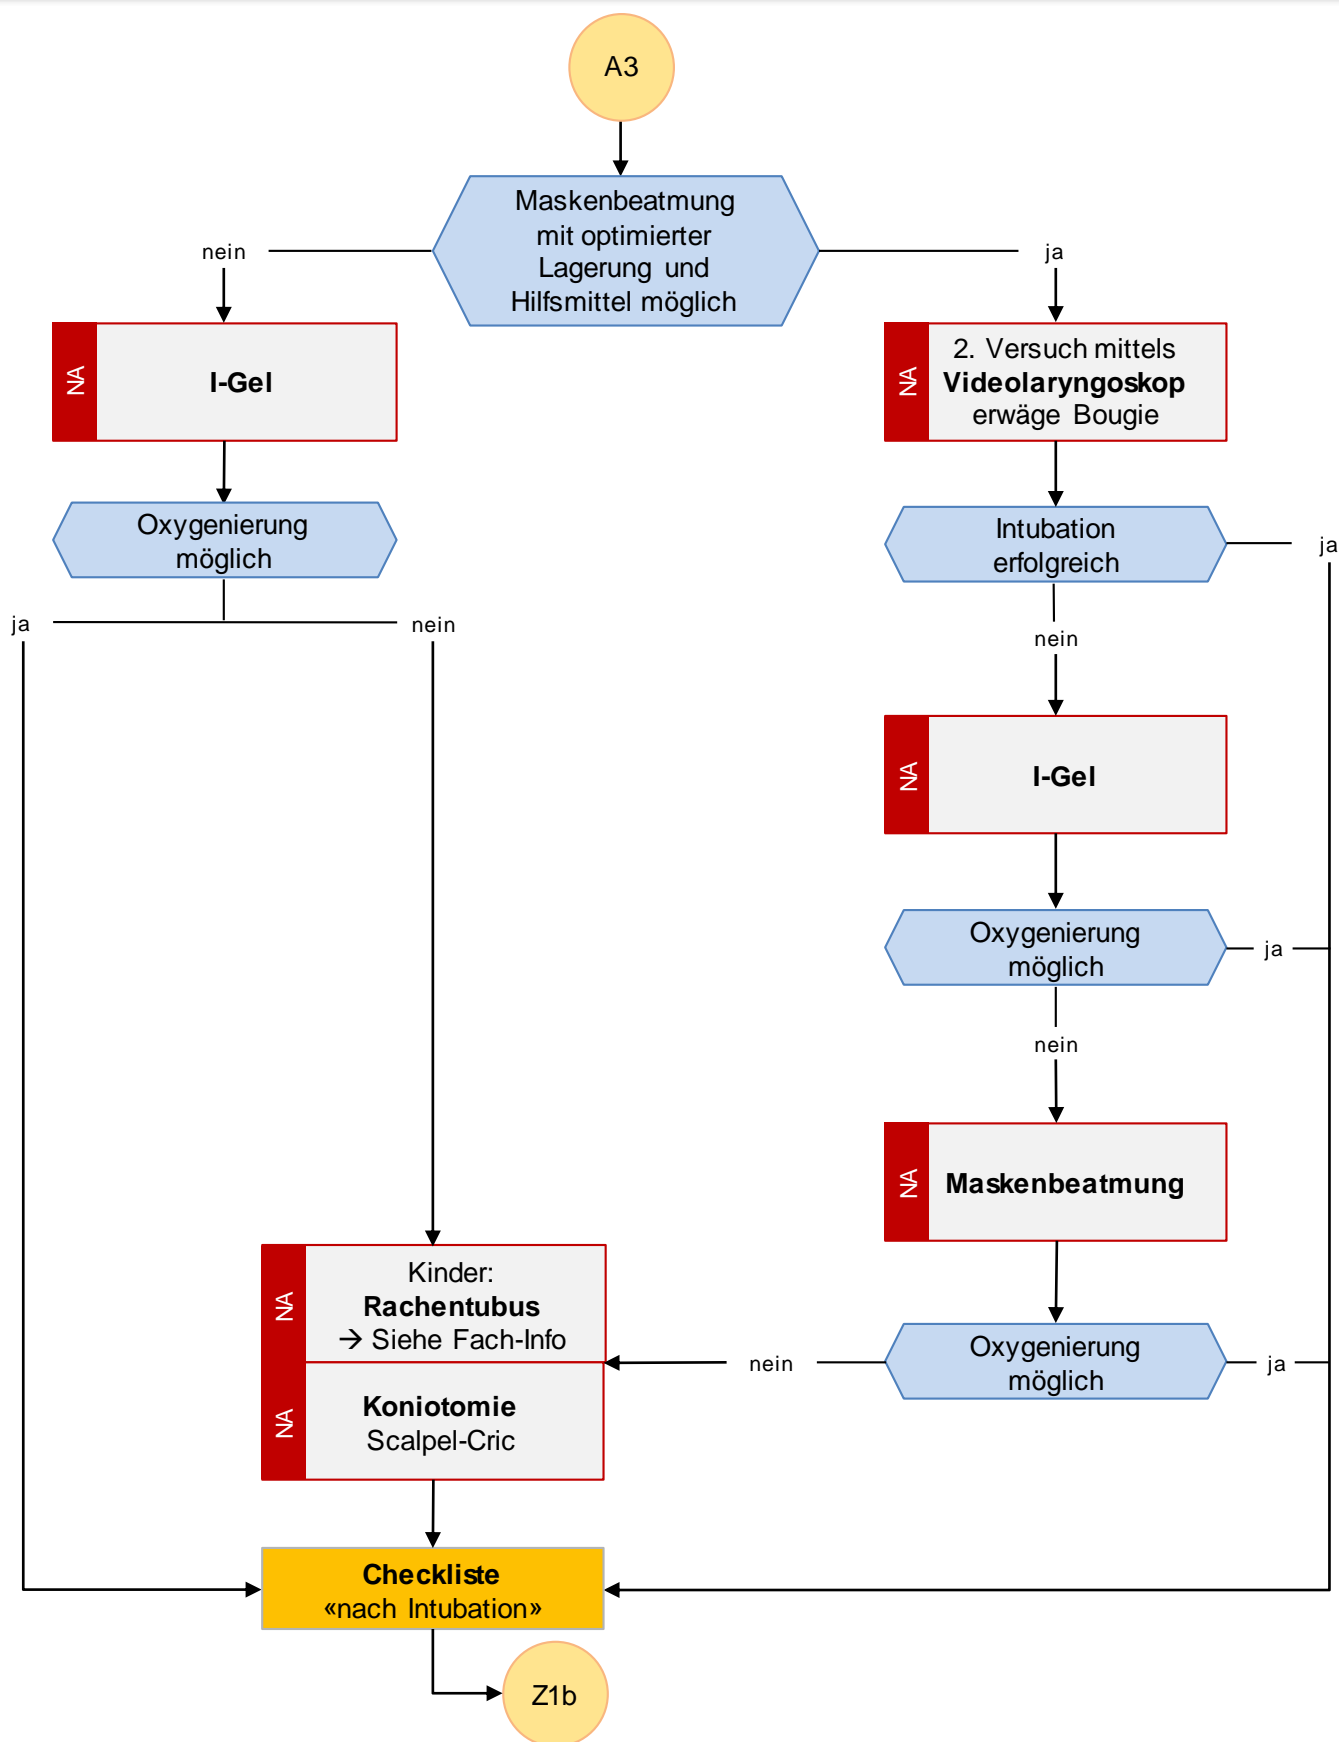 A3
Maskenbeatmung
mit optimierter
Lagerung und
Hilfsmittel möglich
nein
ja
NA
I-Gel
NA
2. Versuch mittels
Videolaryngoskop
erwäge Bougie
Oxygenierung
möglich
Intubation
erfolgreich
ja
ja
nein
nein
NA
I-Gel
Oxygenierung
möglich
ja
nein
NA
Maskenbeatmung
NA
Kinder:
Rachentubus
→ Siehe Fach-Info
nein
Oxygenierung
möglich
ja
NA
Koniotomie
Scalpel-Cric
Checkliste
«nach Intubation»
Z1b